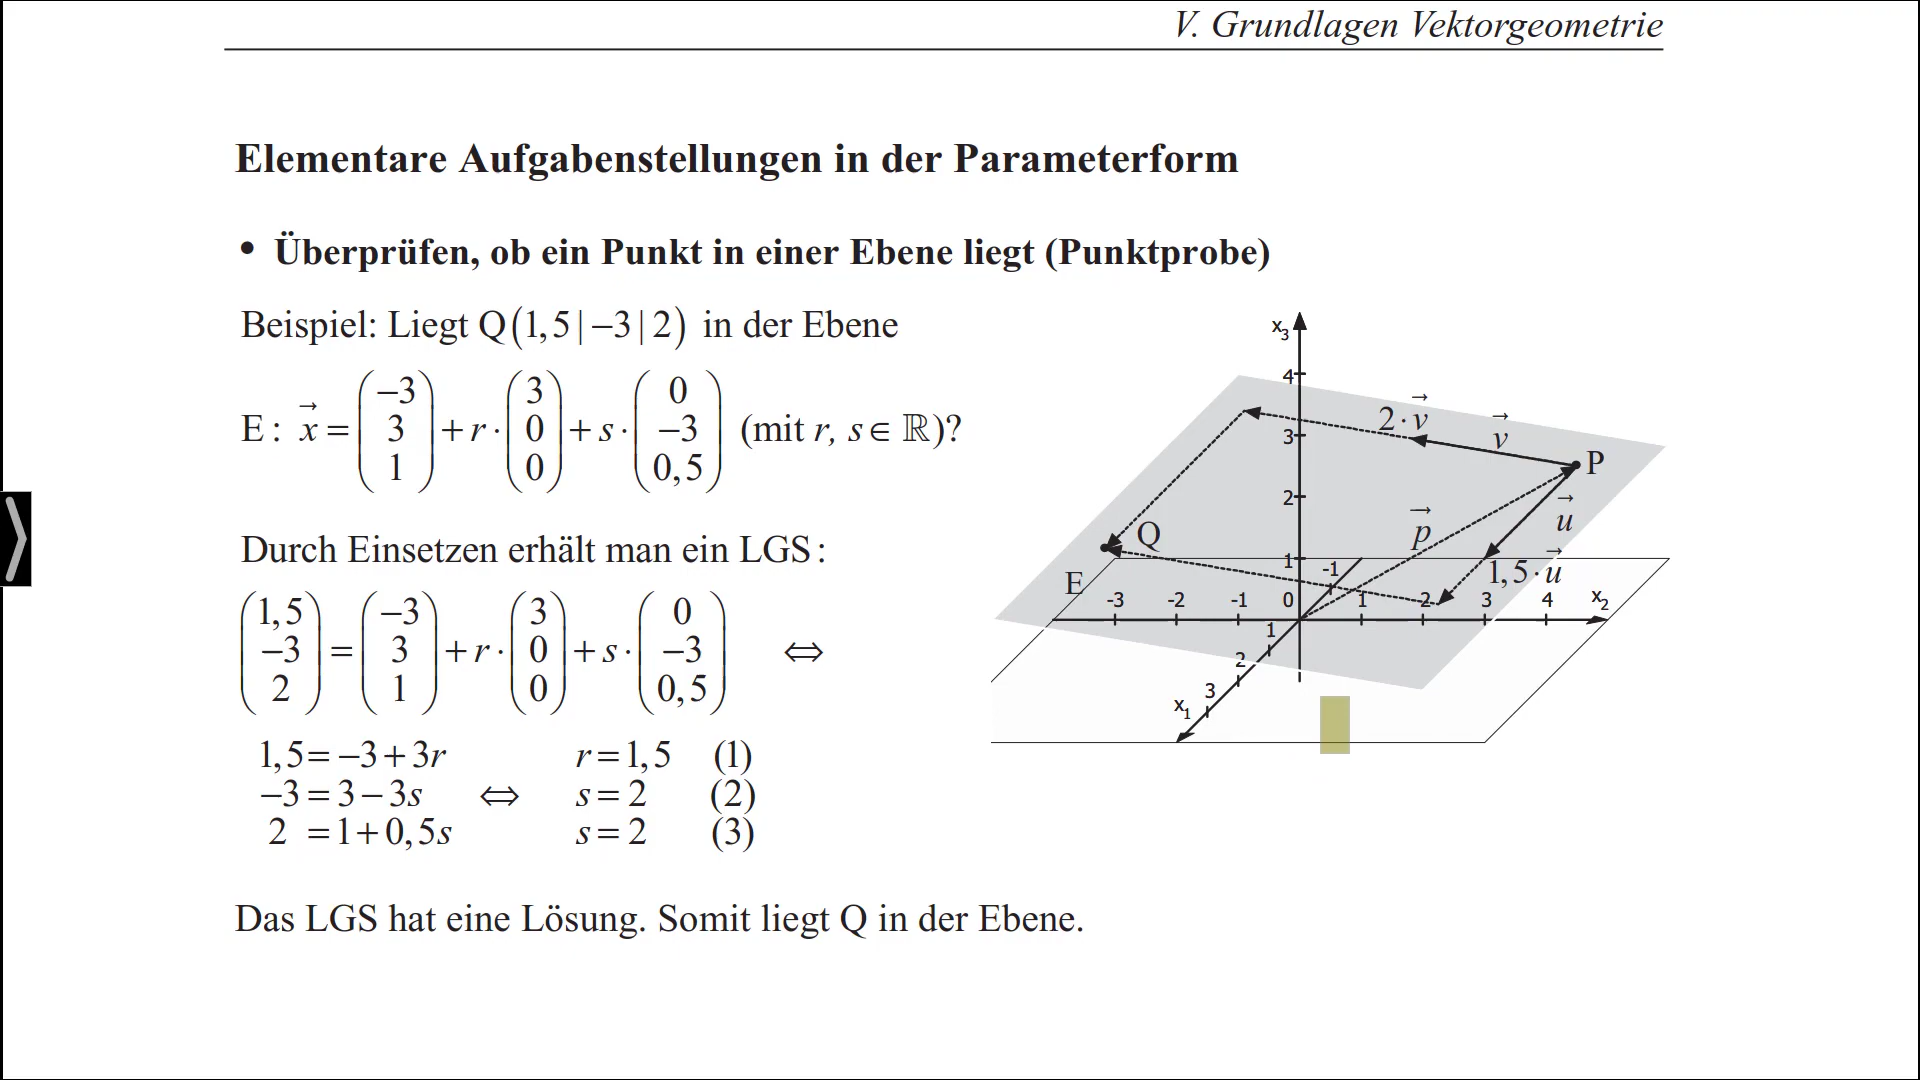 V. Grundlagen Vektorgeometrie
Elementare Aufgabenstellungen in der Parameterform
• Überprüfen, ob ein Punkt in einer Ebene liegt (Punktprobe)
Beispiel: Liegt Q(1,5 | −3 | 2) in der Ebene
E: x⃗ = (−3 3 1) + r · (3 0 0) + s · (0 −3 0,5) (mit r, s ∈ ℝ)?
Durch Einsetzen erhält man ein LGS:
(1,5 −3 2) = (−3 3 1) + r · (3 0 0) + s · (0 −3 0,5) ⇔
1,5 = −3 + 3r r = 1,5 (1)
−3 = 3 − 3s ⇔ s = 2 (2)
2 = 1 + 0,5s s = 2 (3)
Das LGS hat eine Lösung. Somit liegt Q in der Ebene.
x3
4
2·v⃗
v⃗
3
P
2
u⃗
p⃗
Q
1
-1
1,5·u⃗
E
-3 -2 -1 0 1 2 3 4 x2
1
2
3
x1